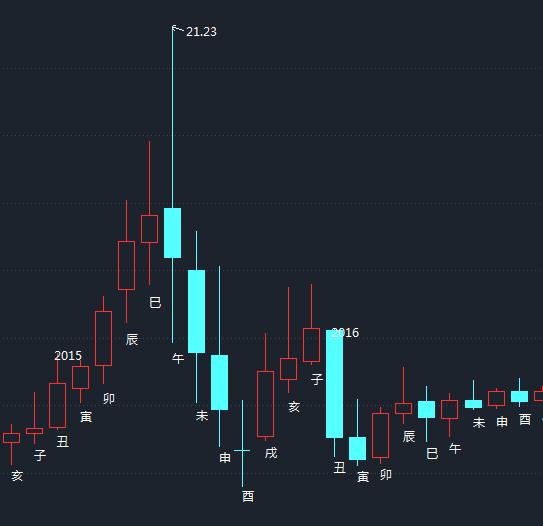 21.23
巳
辰
2015
2016
午
子
卯
亥
寅
未
辰
丑
午
未
申
酉
戌
巳
子
申
丑
亥
寅
卯
酉